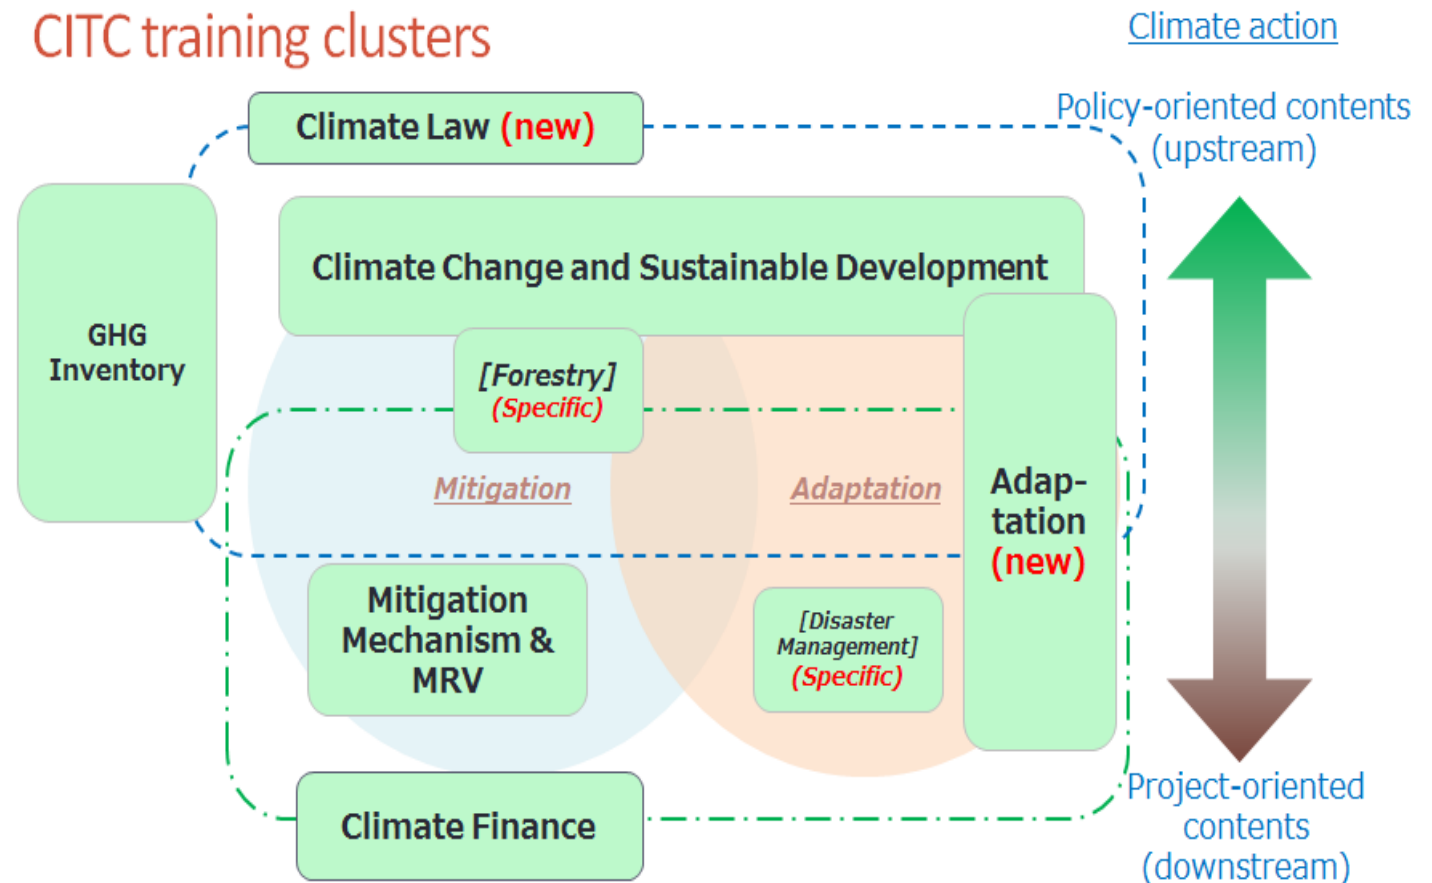 CITC training clusters
Climate action
Policy-oriented contents
(upstream)
Climate Law (new)
Climate Change and Sustainable Development
GHG
Inventory
[Forestry]
(Specific)
Mitigation
Adaptation
Adap-
tation
(new)
Mitigation
Mechanism &
MRV
[Disaster
Management]
(Specific)
Climate Finance
Project-oriented
contents
(downstream)